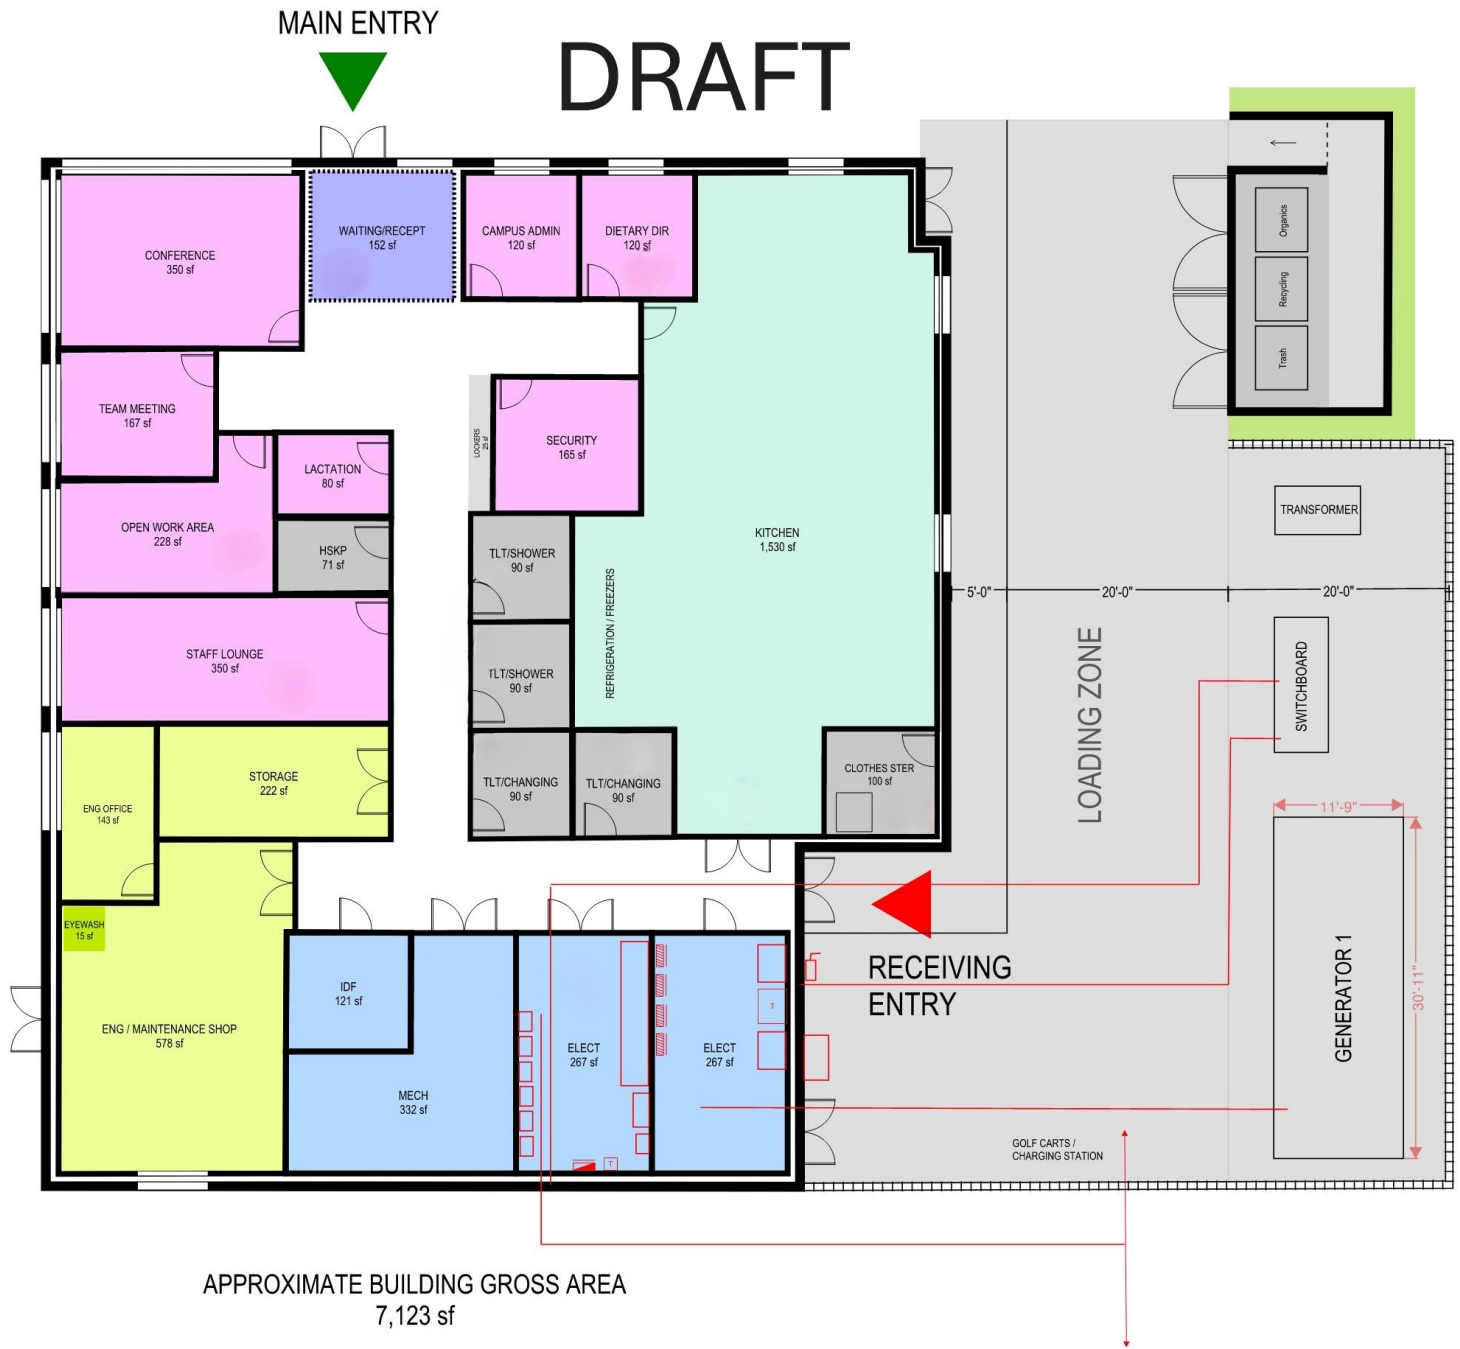 MAIN ENTRY
DRAFT
CONFERENCE
350 sf
WAITING/RECEPT
152 sf
CAMPUS ADMIN
120 sf
DIETARY DIR
120 sf
Organics
Recycling
Trash
TEAM MEETING
167 sf
LOCKERS
25 sf
SECURITY
165 sf
LACTATION
80 sf
OPEN WORK AREA
228 sf
HSKP
71 sf
TLT/SHOWER
90 sf
KITCHEN
1,530 sf
REFRIGERATION / FREEZERS
TRANSFORMER
5'-0"
20'-0"
20'-0"
STAFF LOUNGE
350 sf
TLT/SHOWER
90 sf
LOADING ZONE
SWITCHBOARD
ENG OFFICE
143 sf
STORAGE
222 sf
TLT/CHANGING
90 sf
TLT/CHANGING
90 sf
CLOTHES STER
100 sf
11'-9"
30'-11"
GENERATOR 1
EYEWASH
15 sf
ENG / MAINTENANCE SHOP
578 sf
IDF
121 sf
MECH
332 sf
ELECT
267 sf
T
ELECT
267 sf
T
RECEIVING
ENTRY
GOLF CARTS /
CHARGING STATION
APPROXIMATE BUILDING GROSS AREA
7,123 sf